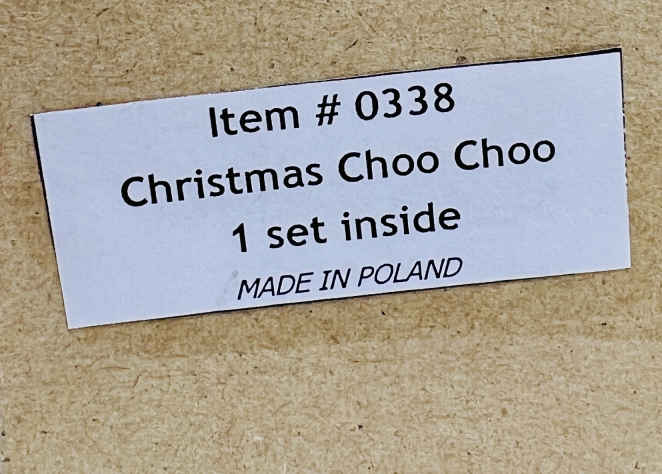 Item # 0338
Christmas Choo Choo
1 set inside
MADE IN POLAND